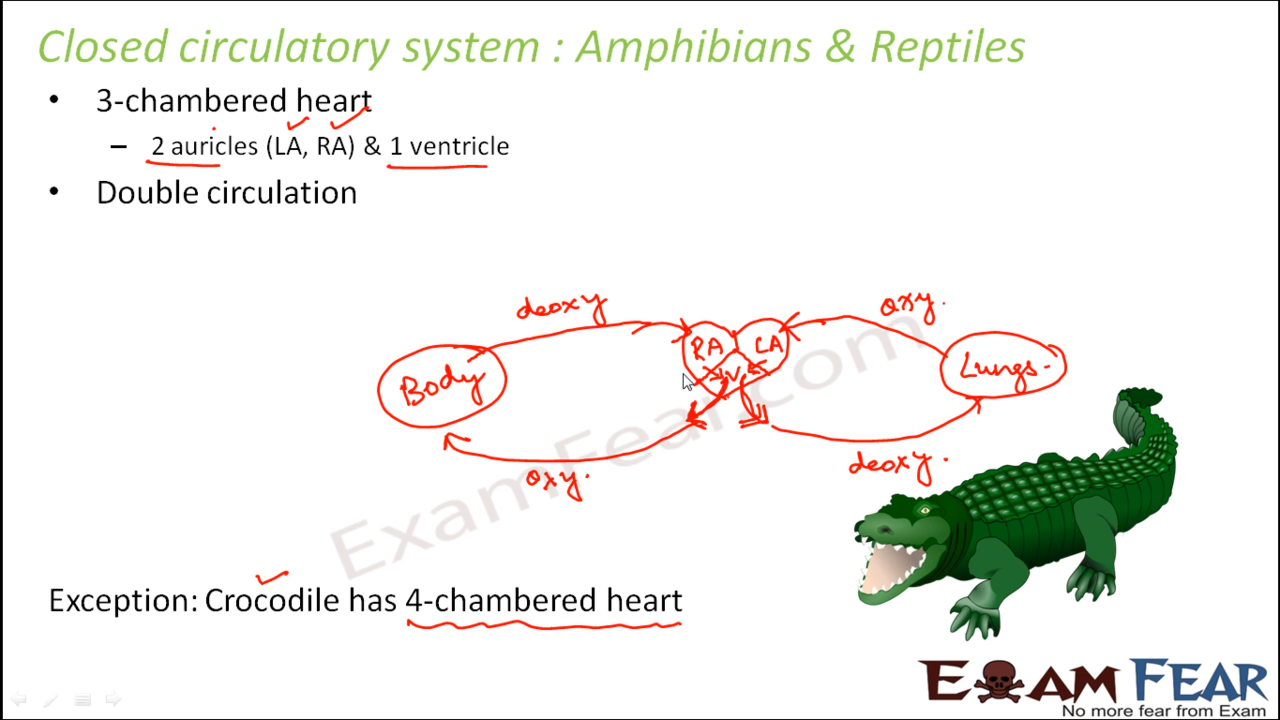 Closed circulatory system : Amphibians & Reptiles
• 3-chambered heart
– 2 auricles (LA, RA) & 1 ventricle
• Double circulation
deoxy
oxy.
RA LA
V
Body
Lungs.
oxy.
deoxy.
ExamFear.com
Exception: Crocodile has 4-chambered heart
EXAM FEAR
No more fear from Exam